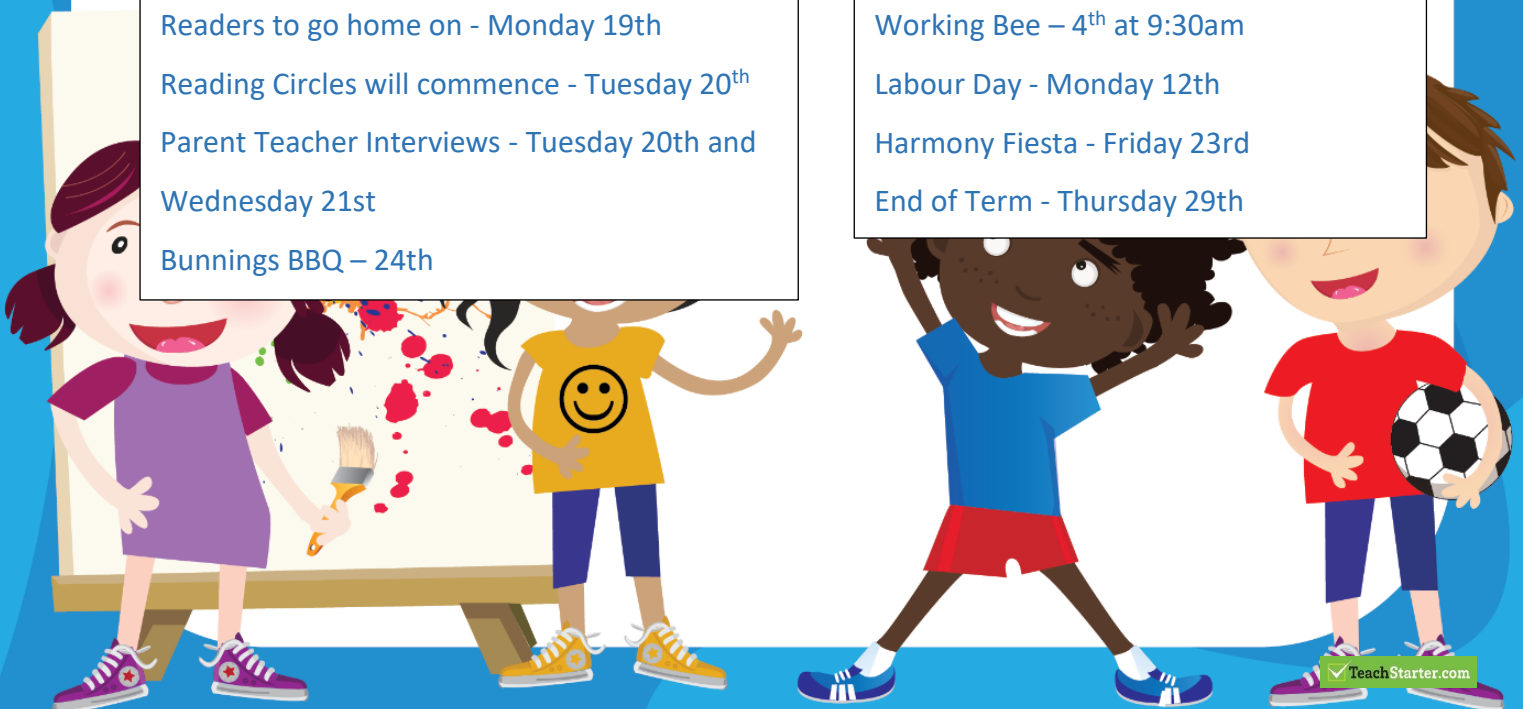 Readers to go home on - Monday 19th
Reading Circles will commence - Tuesday 20th
Parent Teacher Interviews - Tuesday 20th and
Wednesday 21st
Bunnings BBQ – 24th
Working Bee – 4th at 9:30am
Labour Day - Monday 12th
Harmony Fiesta - Friday 23rd
End of Term - Thursday 29th
TeachStarter.com